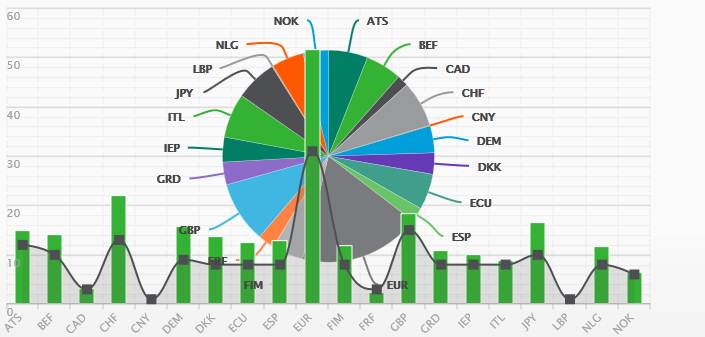 60
NOK ATS
NLG BEF
50
LBP CAD
JPY CHF
40
ITL CNY
DEM
IEP
30
DKK
GRD
ECU
20
GBP ESP
10
FRF
FIM EUR
0
ATS BEF CAD CHF CNY DEM DKK ECU ESP EUR FIM FRF GBP GRD IEP ITL JPY LBP NLG NOK